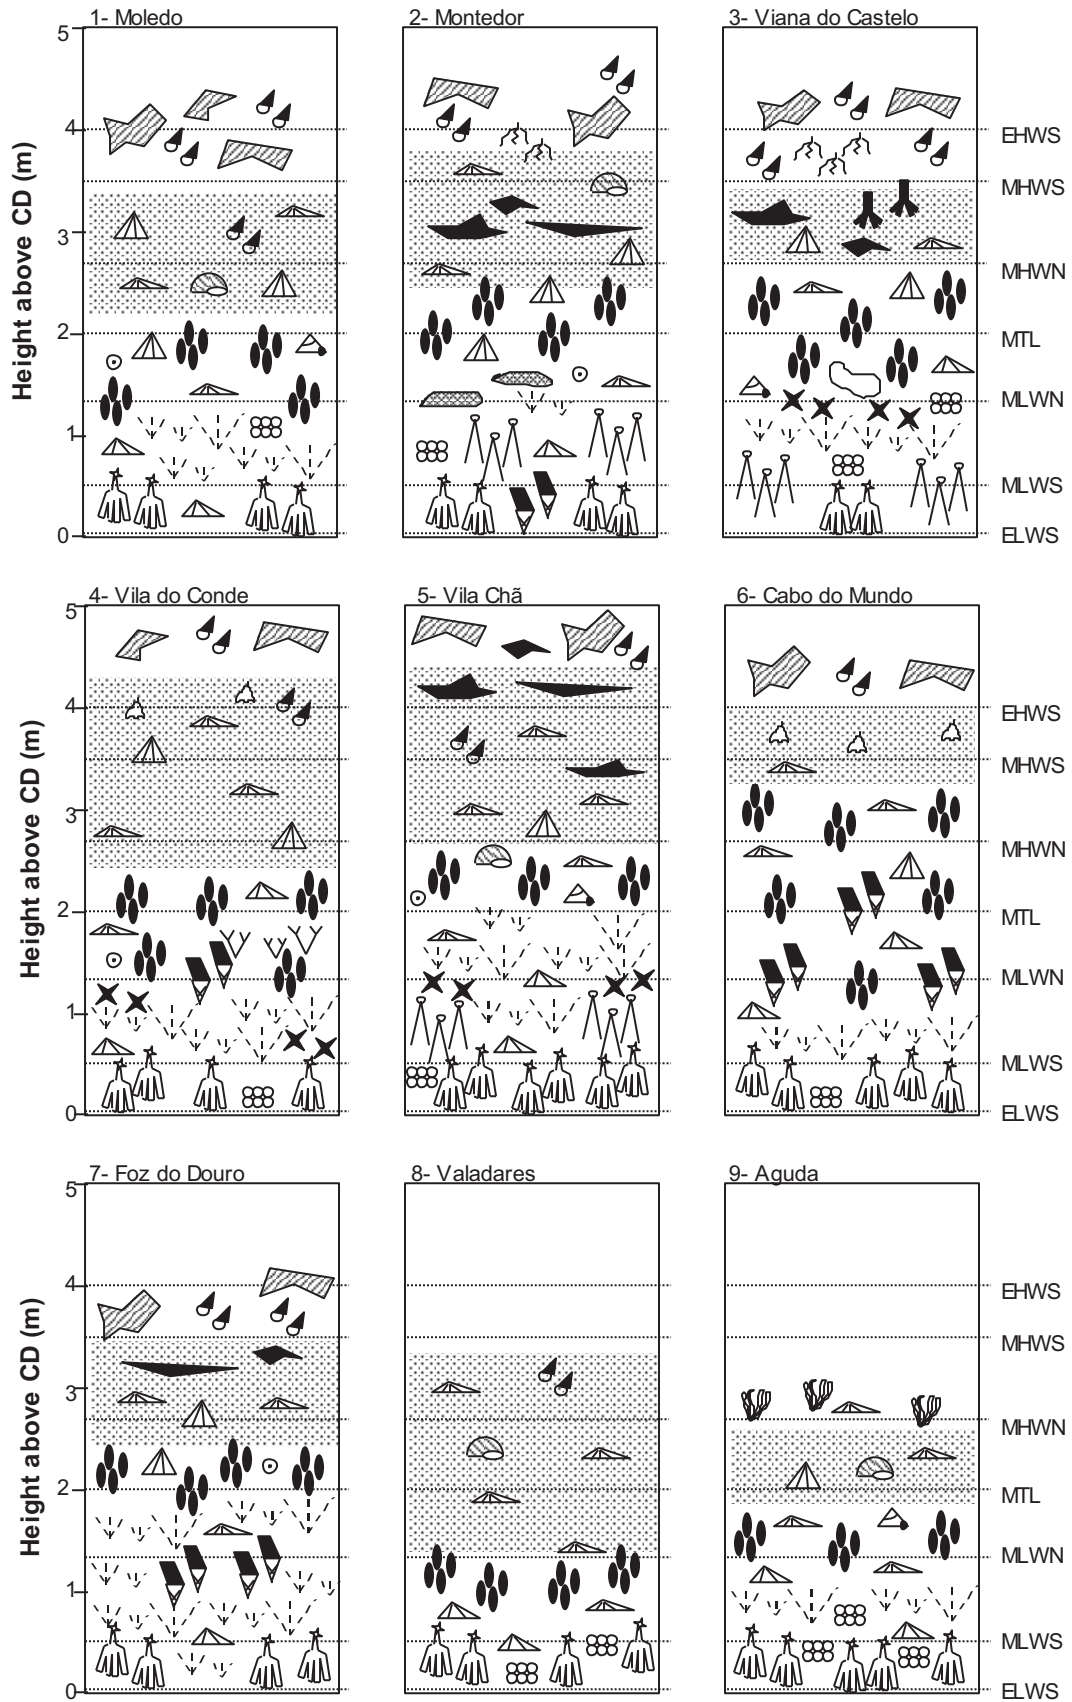 1- Moledo
2- Montedor
3- Viana do Castelo
5
4
3
2
1
0
Height above CD (m)
EHWS
MHWS
MHWN
MTL
MLWN
MLWS
ELWS
4- Vila do Conde
5- Vila Chã
6- Cabo do Mundo
5
4
3
2
1
0
Height above CD (m)
EHWS
MHWS
MHWN
MTL
MLWN
MLWS
ELWS
7- Foz do Douro
8- Valadares
9- Aguda
5
4
3
2
1
0
Height above CD (m)
EHWS
MHWS
MHWN
MTL
MLWN
MLWS
ELWS